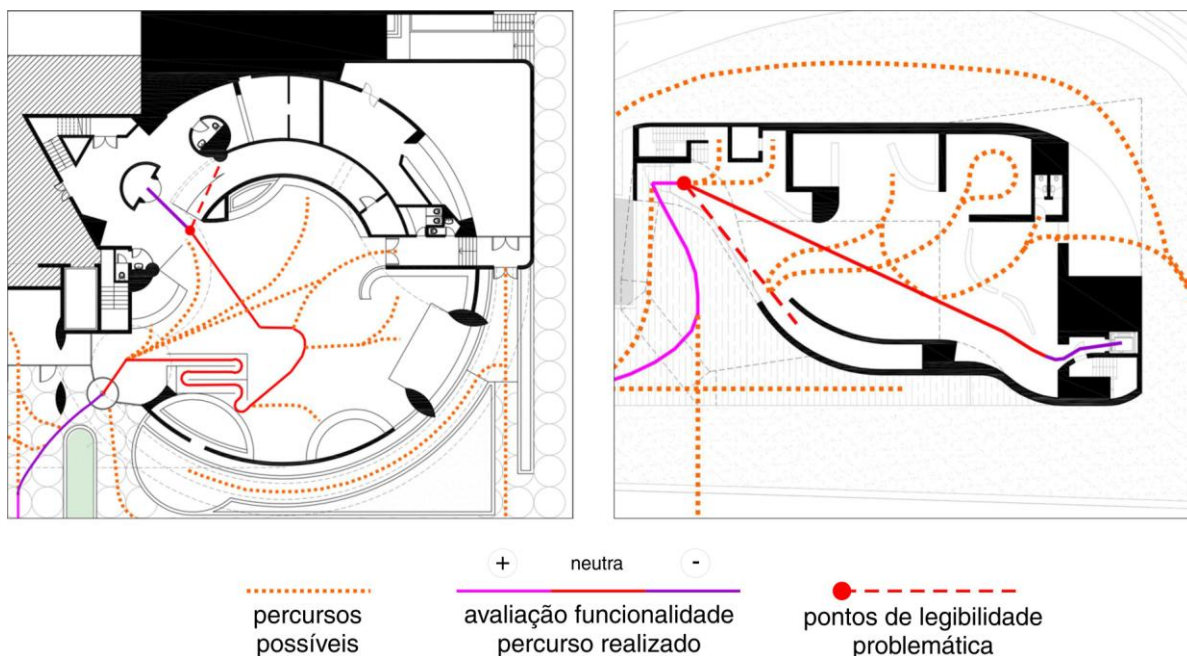 + neutra -
percursos
possíveis
avaliação funcionalidade
percurso realizado
pontos de legibilidade
problemática